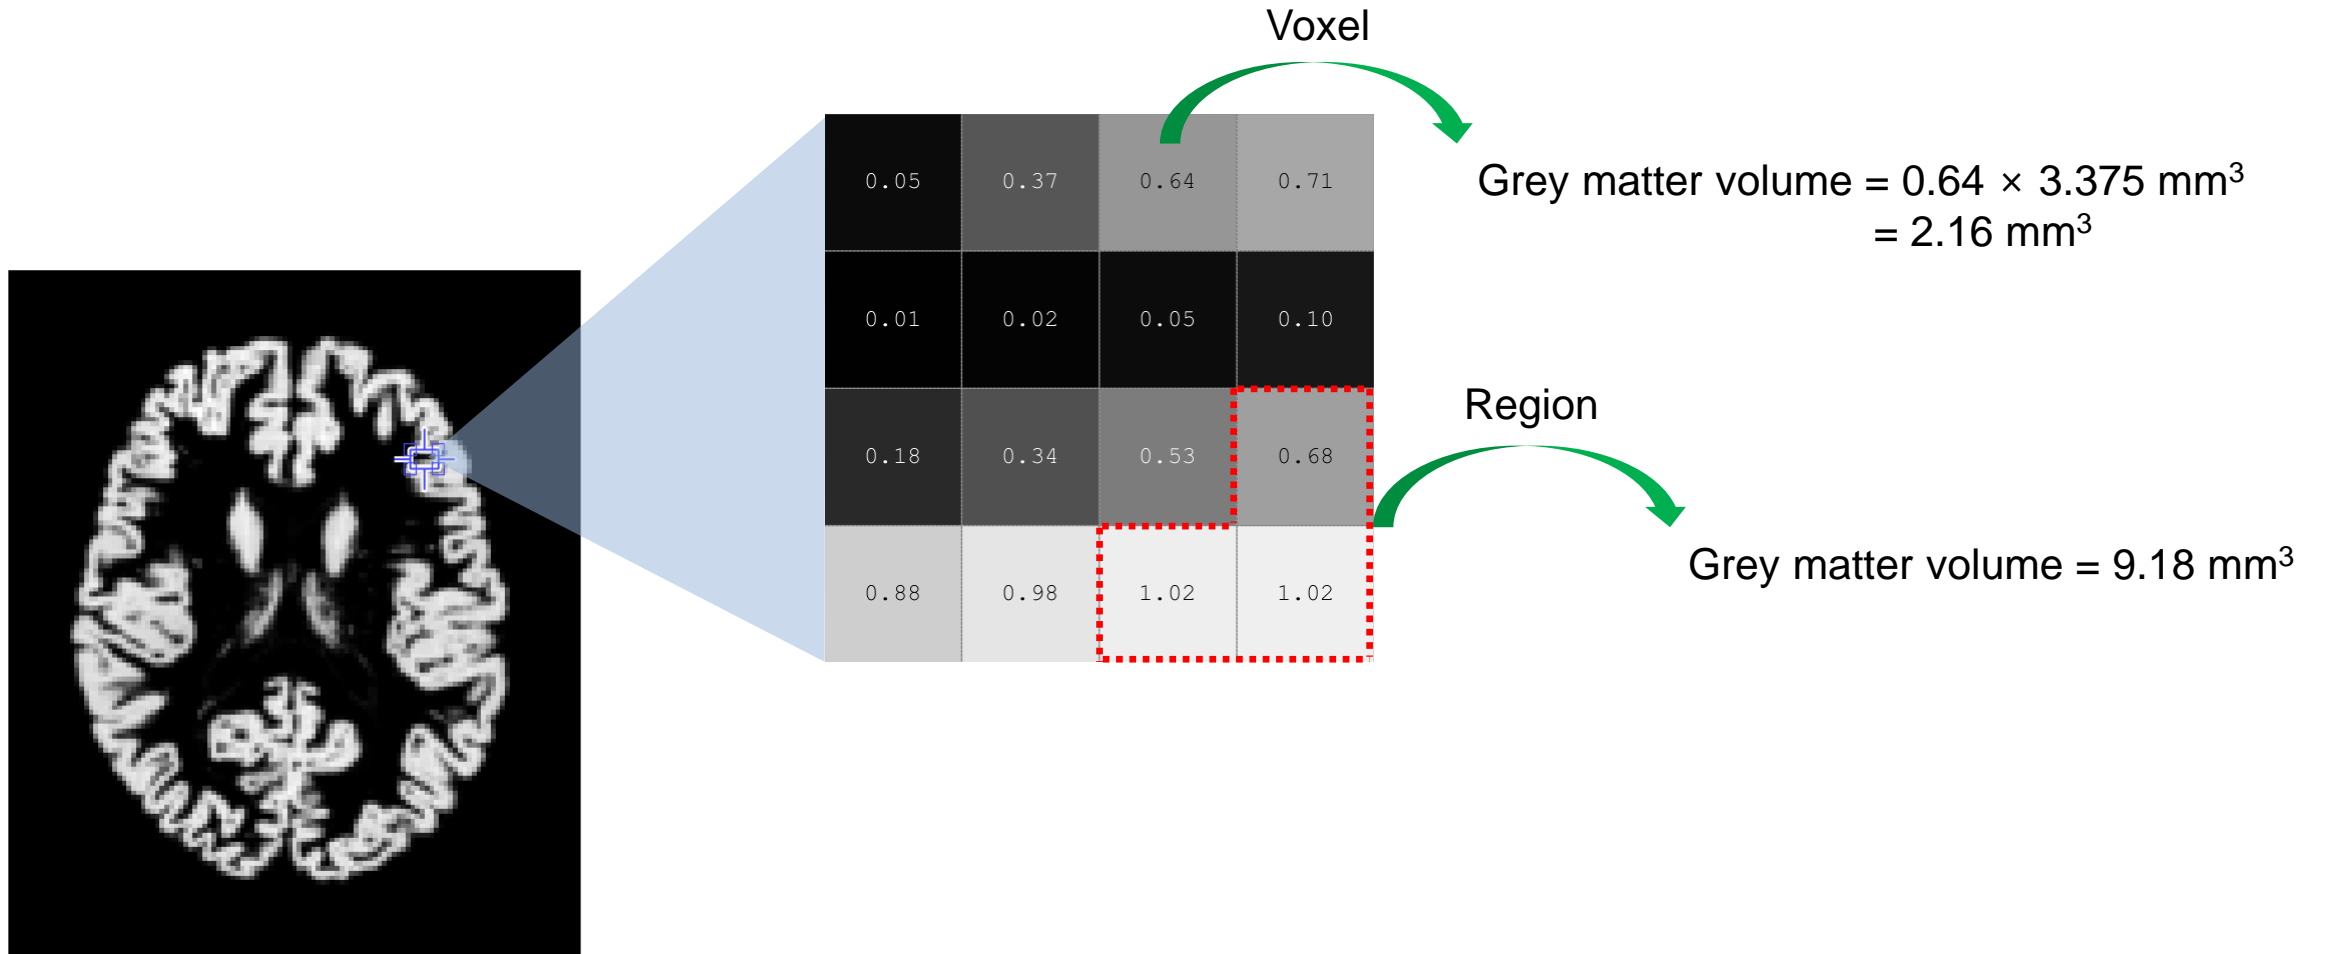 Voxel
0.05 0.37 0.64 0.71
Grey matter volume = 0.64 × 3.375 mm³
= 2.16 mm³
0.01 0.02 0.05 0.10
Region
0.18 0.34 0.53 0.68
Grey matter volume = 9.18 mm³
0.88 0.98 1.02 1.02